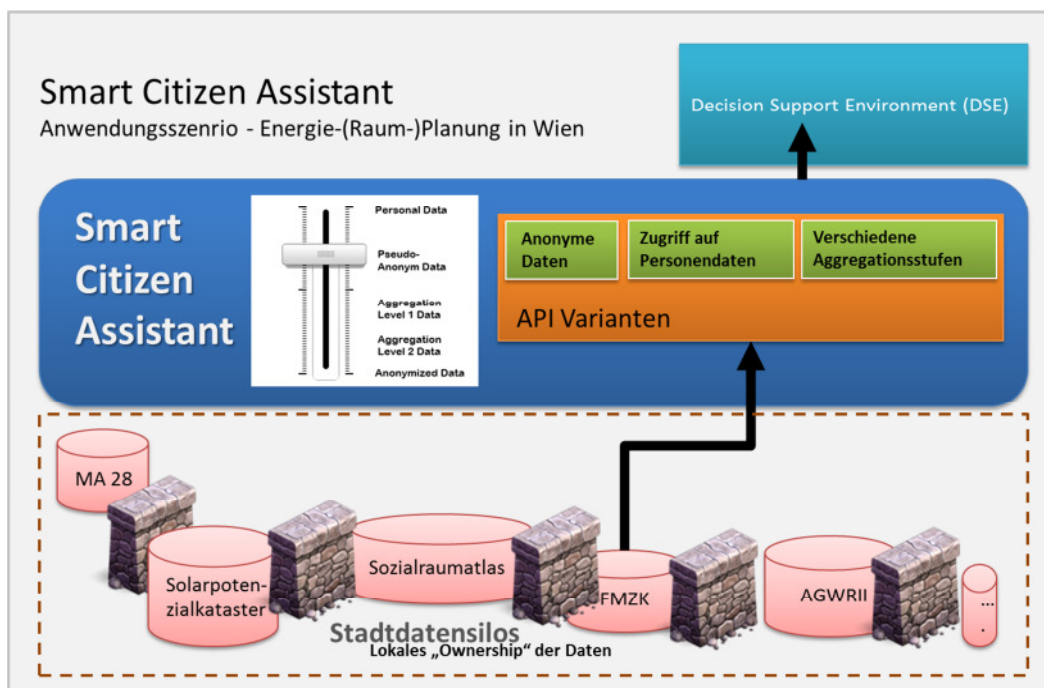 Smart Citizen Assistant
Anwendungsszenrio - Energie-(Raum-)Planung in Wien
Decision Support Environment (DSE)
Smart
Citizen
Assistant
Personal Data
Pseudo-
Anonym Data
Aggregation
Level 1 Data
Aggregation
Level 2 Data
Anonymized Data
Anonyme
Daten
Zugriff auf
Personendaten
Verschiedene
Aggregationsstufen
API Varianten
MA 28
Solarpoten-
zialkataster
Sozialraumatlas
FMZK
AGWRII
...
.
Stadtdatensilos
Lokales „Ownership“ der Daten